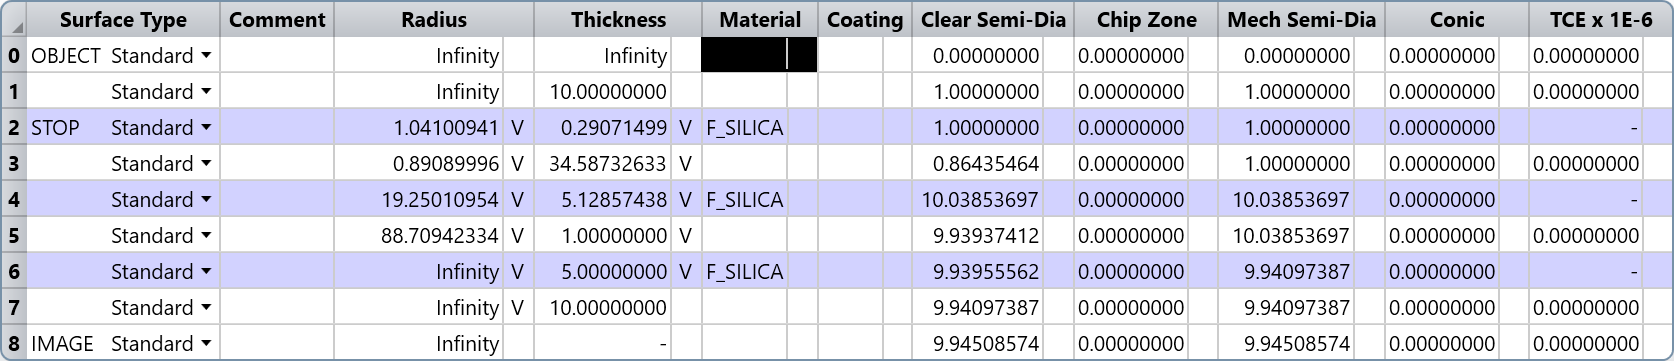 Surface Type Comment Radius Thickness Material Coating Clear Semi-Dia Chip Zone Mech Semi-Dia Conic TCE x 1E-6
0 OBJECT Standard Infinity Infinity 0.00000000 0.00000000 0.00000000 0.00000000 0.00000000
1 Standard Infinity 10.00000000 1.00000000 0.00000000 1.00000000 0.00000000 0.00000000
2 STOP Standard 1.04100941 V 0.29071499 V F_SILICA 1.00000000 0.00000000 1.00000000 0.00000000 -
3 Standard 0.89089996 V 34.58732633 V 0.86435464 0.00000000 1.00000000 0.00000000 0.00000000
4 Standard 19.25010954 V 5.12857438 V F_SILICA 10.03853697 0.00000000 10.03853697 0.00000000 -
5 Standard 88.70942334 V 1.00000000 V 9.93937412 0.00000000 10.03853697 0.00000000 0.00000000
6 Standard Infinity V 5.00000000 V F_SILICA 9.93955562 0.00000000 9.94097387 0.00000000 -
7 Standard Infinity V 10.00000000 9.94097387 0.00000000 9.94097387 0.00000000 0.00000000
8 IMAGE Standard Infinity - 9.94508574 0.00000000 9.94508574 0.00000000 0.00000000